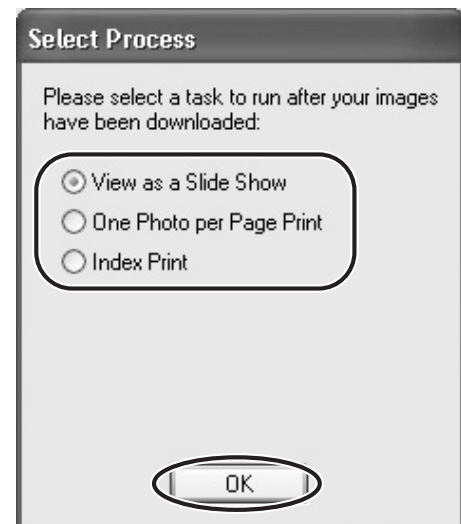 Select Process
Please select a task to run after your images
have been downloaded:
View as a Slide Show
One Photo per Page Print
Index Print
OK